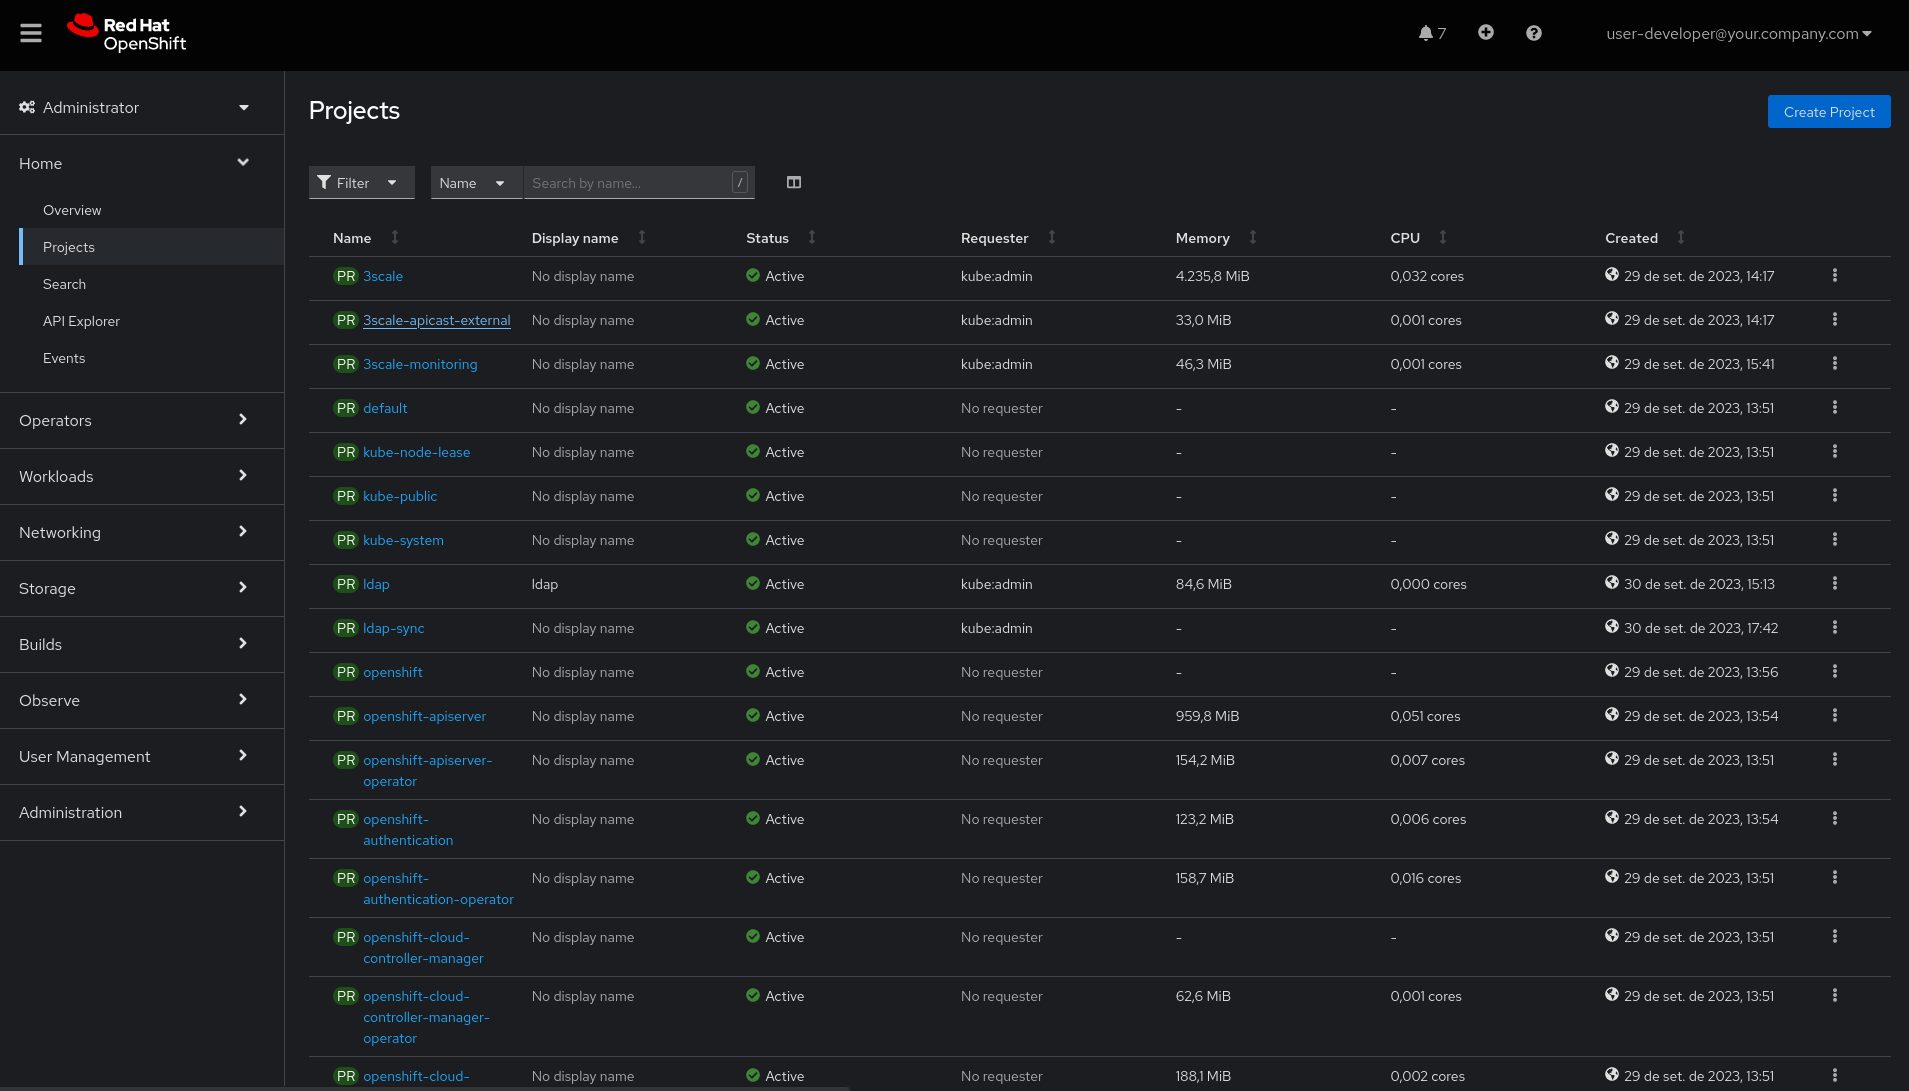 Red Hat
OpenShift
7
user-developer@your.company.com
Administrator
Home
Overview
Projects
Search
API Explorer
Events
Operators
Workloads
Networking
Storage
Builds
Observe
User Management
Administration
Projects
Create Project
Filter Name Search by name... /
Name Display name Status Requester Memory CPU Created
PR 3scale No display name Active kube:admin 4.235,8 MiB 0,032 cores 29 de set. de 2023, 14:17
PR 3scale-apicast-external No display name Active kube:admin 33,0 MiB 0,001 cores 29 de set. de 2023, 14:17
PR 3scale-monitoring No display name Active kube:admin 46,3 MiB 0,001 cores 29 de set. de 2023, 15:41
PR default No display name Active No requester - - 29 de set. de 2023, 13:51
PR kube-node-lease No display name Active No requester - - 29 de set. de 2023, 13:51
PR kube-public No display name Active No requester - - 29 de set. de 2023, 13:51
PR kube-system No display name Active No requester - - 29 de set. de 2023, 13:51
PR ldap ldap Active kube:admin 84,6 MiB 0,000 cores 30 de set. de 2023, 15:13
PR ldap-sync No display name Active kube:admin - - 30 de set. de 2023, 17:42
PR openshift No display name Active No requester - - 29 de set. de 2023, 13:56
PR openshift-apiserver No display name Active No requester 959,8 MiB 0,051 cores 29 de set. de 2023, 13:54
PR openshift-apiserver- No display name Active No requester 154,2 MiB 0,007 cores 29 de set. de 2023, 13:51
operator
PR openshift- No display name Active No requester 123,2 MiB 0,006 cores 29 de set. de 2023, 13:54
authentication
PR openshift- No display name Active No requester 158,7 MiB 0,016 cores 29 de set. de 2023, 13:51
authentication-operator
PR openshift-cloud- No display name Active No requester - - 29 de set. de 2023, 13:51
controller-manager
PR openshift-cloud- No display name Active No requester 62,6 MiB 0,001 cores 29 de set. de 2023, 13:51
controller-manager-
operator
PR openshift-cloud- No display name Active No requester 188,1 MiB 0,002 cores 29 de set. de 2023, 13:51